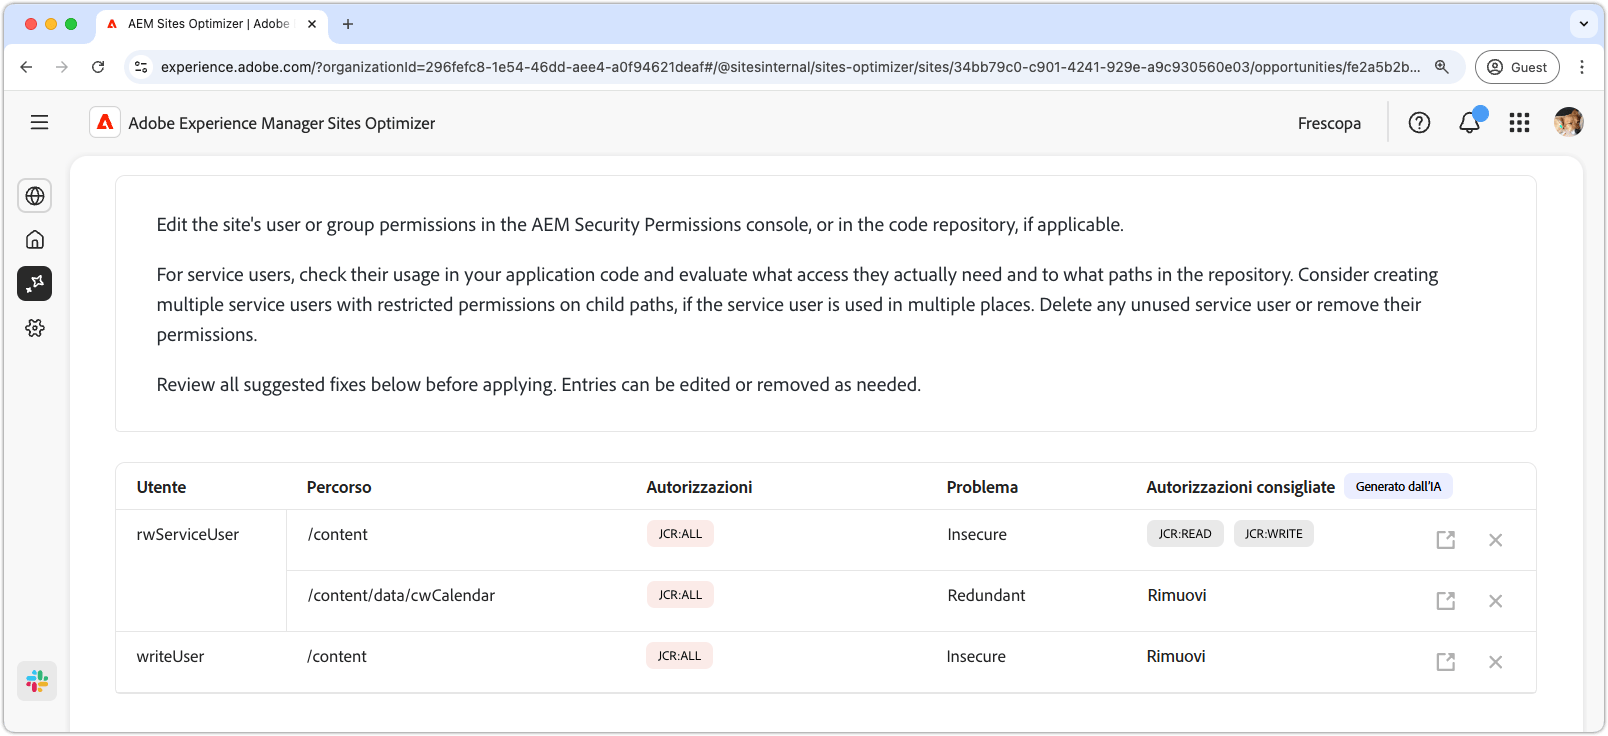 AEM Sites Optimizer | Adobe
experience.adobe.com/?organizationId=296fefc8-1e54-46dd-aee4-a0f94621deaf#/@sitesinternal/sites-optimizer/sites/34bb79c0-c901-4241-929e-a9c930560e03/opportunities/fe2a5b2b...
Guest
Adobe Experience Manager Sites Optimizer
Frescopa
Edit the site's user or group permissions in the AEM Security Permissions console, or in the code repository, if applicable.
For service users, check their usage in your application code and evaluate what access they actually need and to what paths in the repository. Consider creating
multiple service users with restricted permissions on child paths, if the service user is used in multiple places. Delete any unused service user or remove their
permissions.
Review all suggested fixes below before applying. Entries can be edited or removed as needed.
Utente Percorso Autorizzazioni Problema Autorizzazioni consigliate Generato dall'IA
rwServiceUser /content JCR:ALL Insecure JCR:READ JCR:WRITE
/content/data/cwCalendar JCR:ALL Redundant Rimuovi
writeUser /content JCR:ALL Insecure Rimuovi